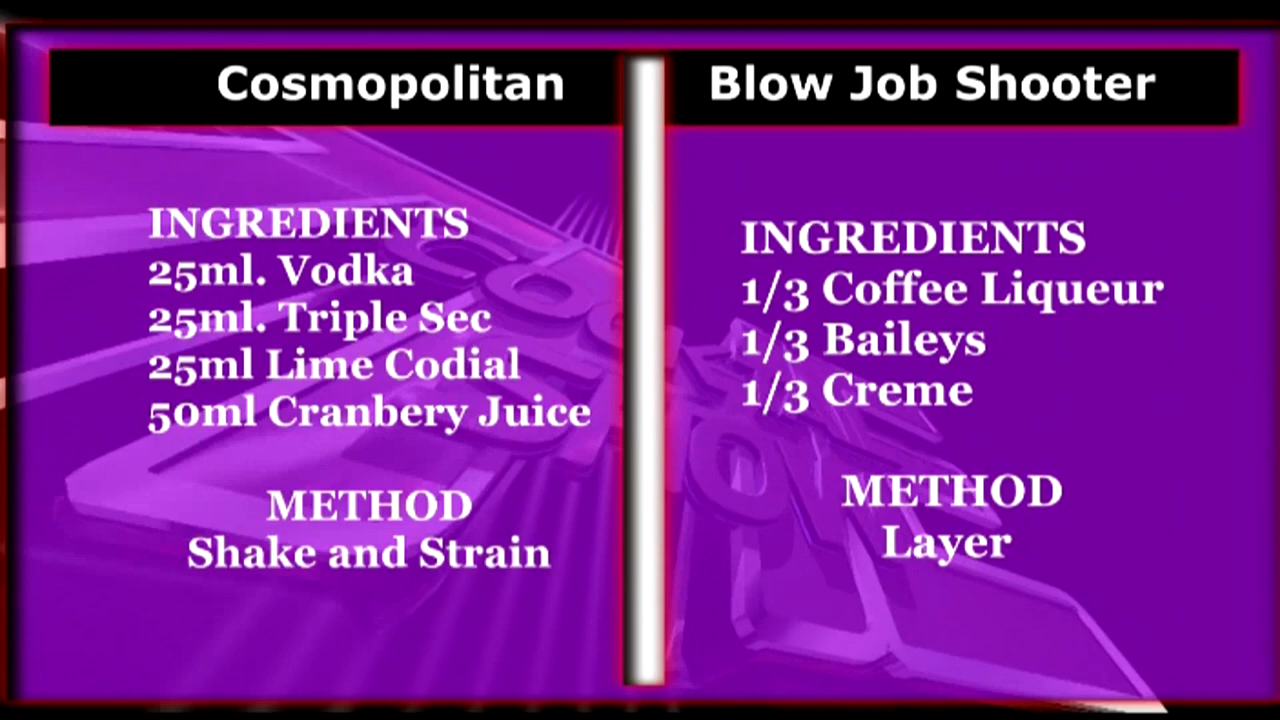 Cosmopolitan
INGREDIENTS
25ml. Vodka
25ml. Triple Sec
25ml Lime Codial
50ml Cranbery Juice
METHOD
Shake and Strain
Blow Job Shooter
INGREDIENTS
1/3 Coffee Liqueur
1/3 Baileys
1/3 Creme
METHOD
Layer